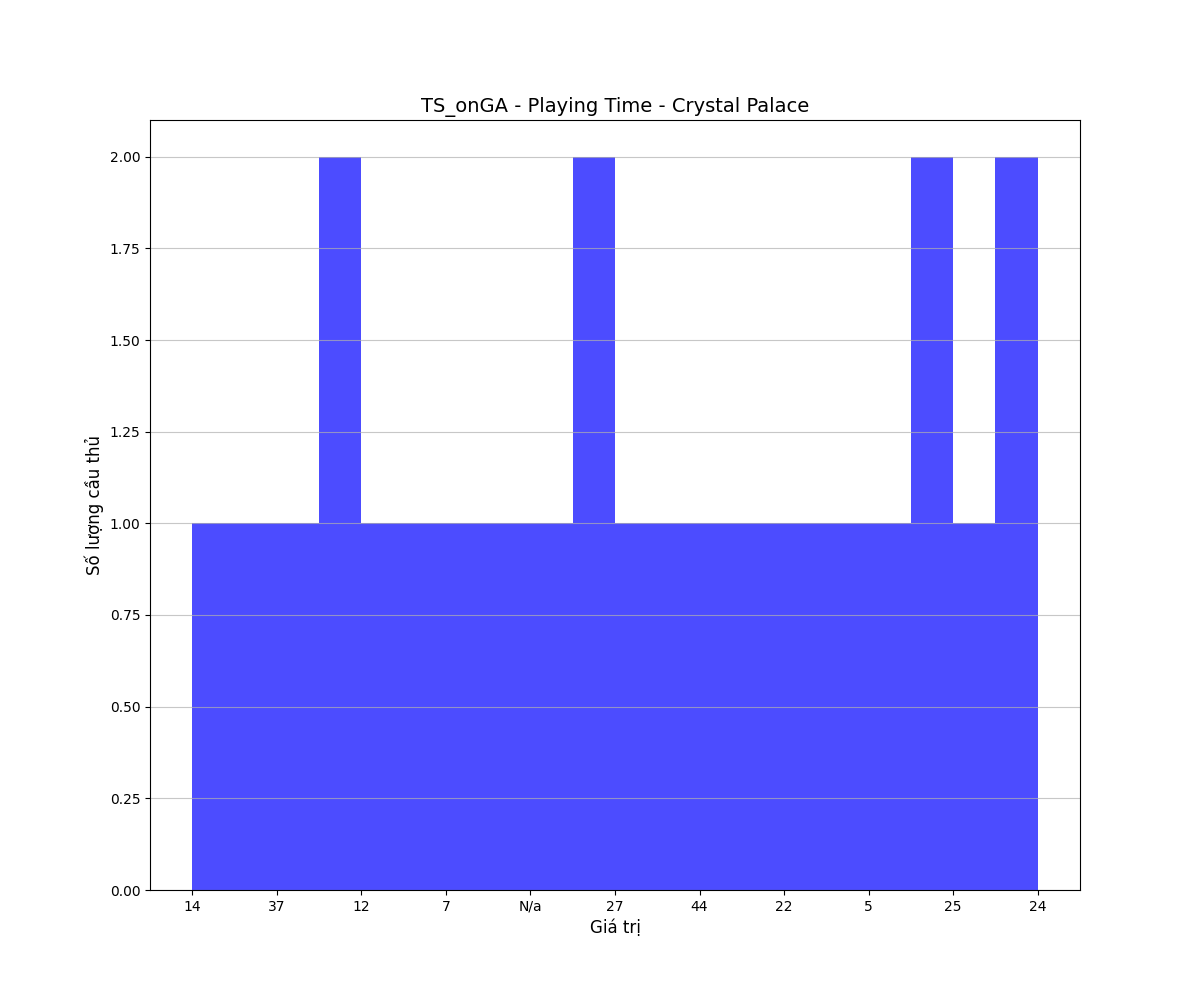 TS_onGA - Playing Time - Crystal Palace
2.00
1.75
1.50
1.25
1.00
0.75
0.50
0.25
0.00
Số lượng cầu thủ
14 37 12 7 N/a 27 44 22 5 25 24
Giá trị